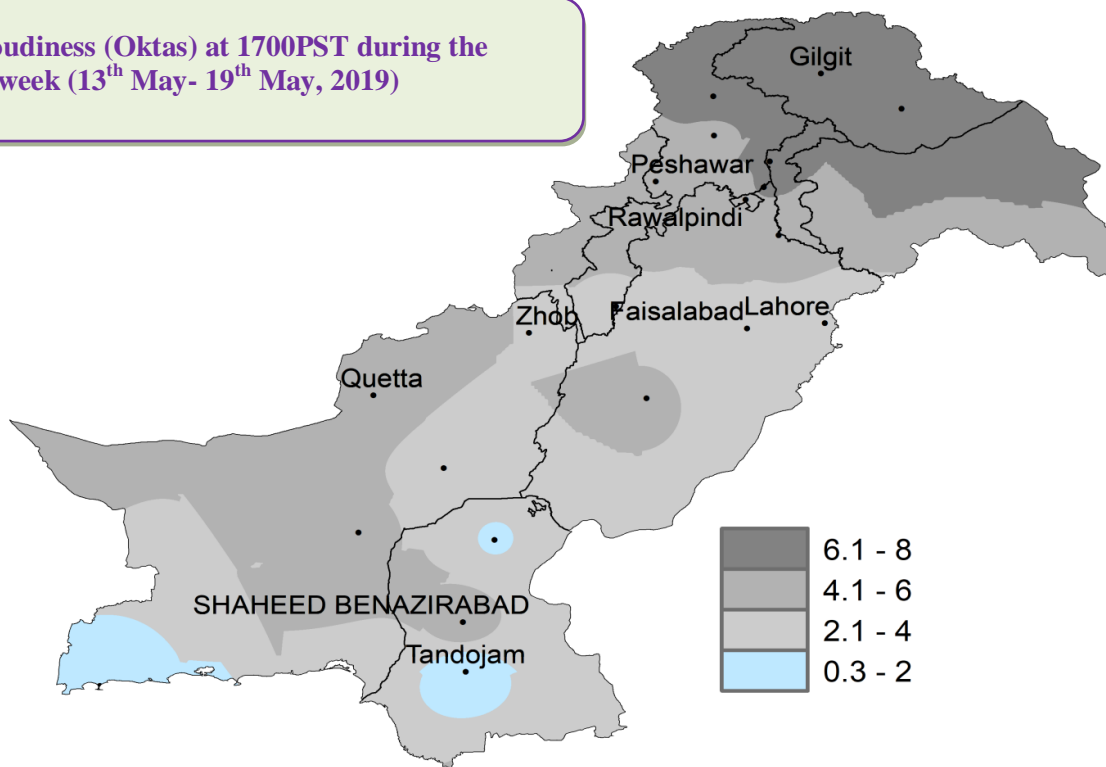 oudiness (Oktas) at 1700PST during the
week (13th May- 19th May, 2019)
Gilgit
Peshawar
Rawalpindi
Zhob
Faisalabad
Lahore
Quetta
SHAHEED BENAZIRABAD
Tandojam
6.1 - 8
4.1 - 6
2.1 - 4
0.3 - 2